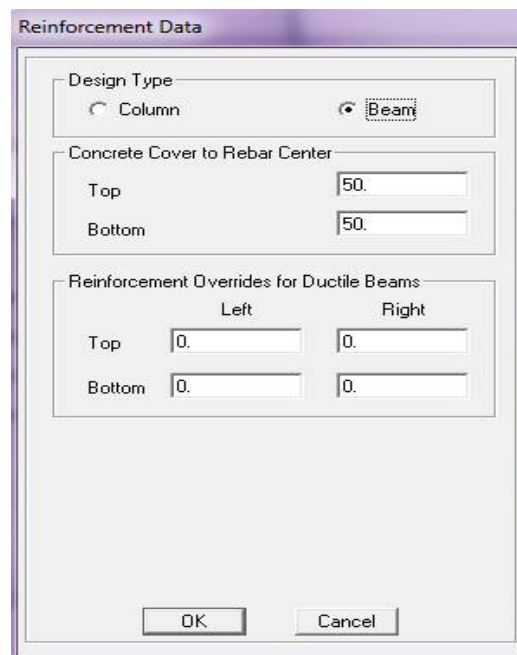 Reinforcement Data
Design Type
Column Beam
Concrete Cover to Rebar Center
Top 50.
Bottom 50.
Reinforcement Overrides for Ductile Beams
Left Right
Top 0. 0.
Bottom 0. 0.
OK Cancel